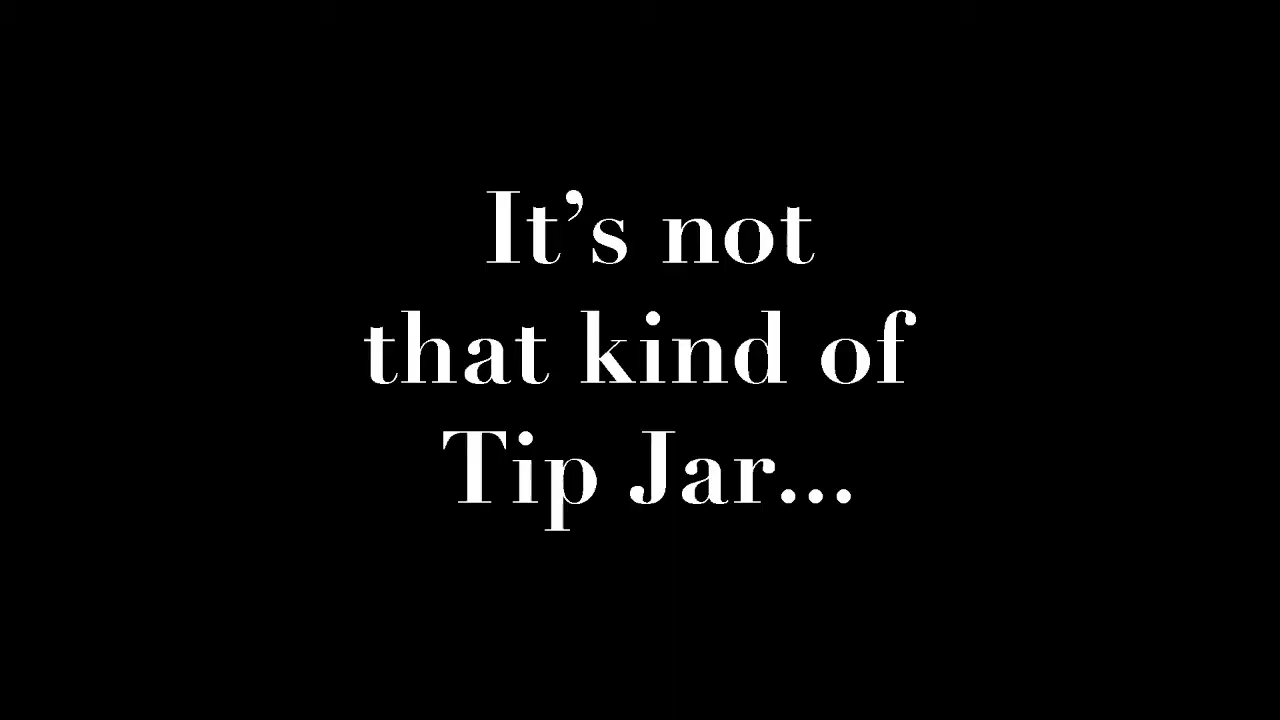 It’s not
that kind of
Tip Jar...